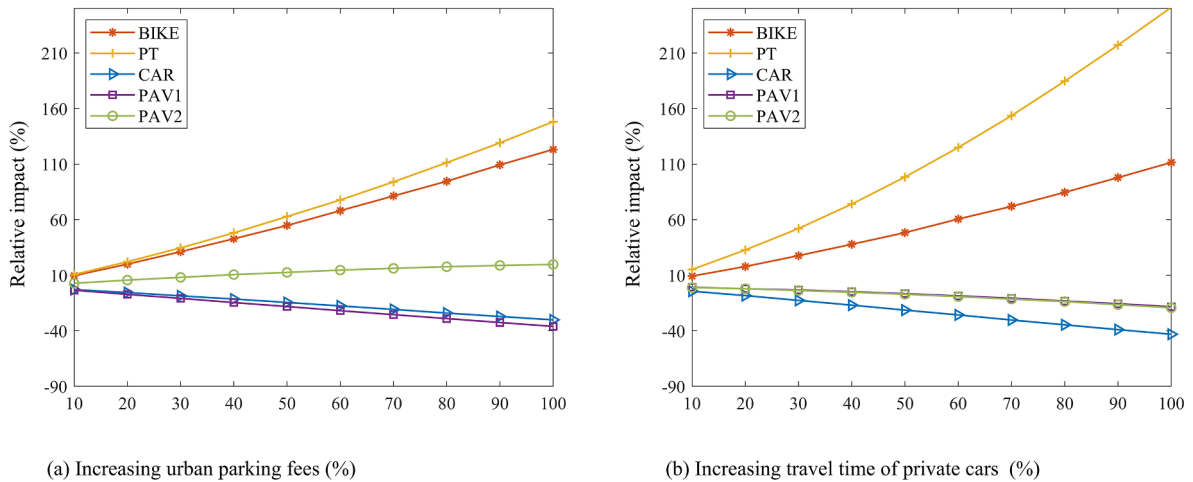 BIKE
PT
CAR
PAV1
PAV2
Relative impact (%)
210
160
110
60
10
-40
-90
10 20 30 40 50 60 70 80 90 100
(a) Increasing urban parking fees (%)
BIKE
PT
CAR
PAV1
PAV2
Relative impact (%)
210
160
110
60
10
-40
-90
10 20 30 40 50 60 70 80 90 100
(b) Increasing travel time of private cars (%)